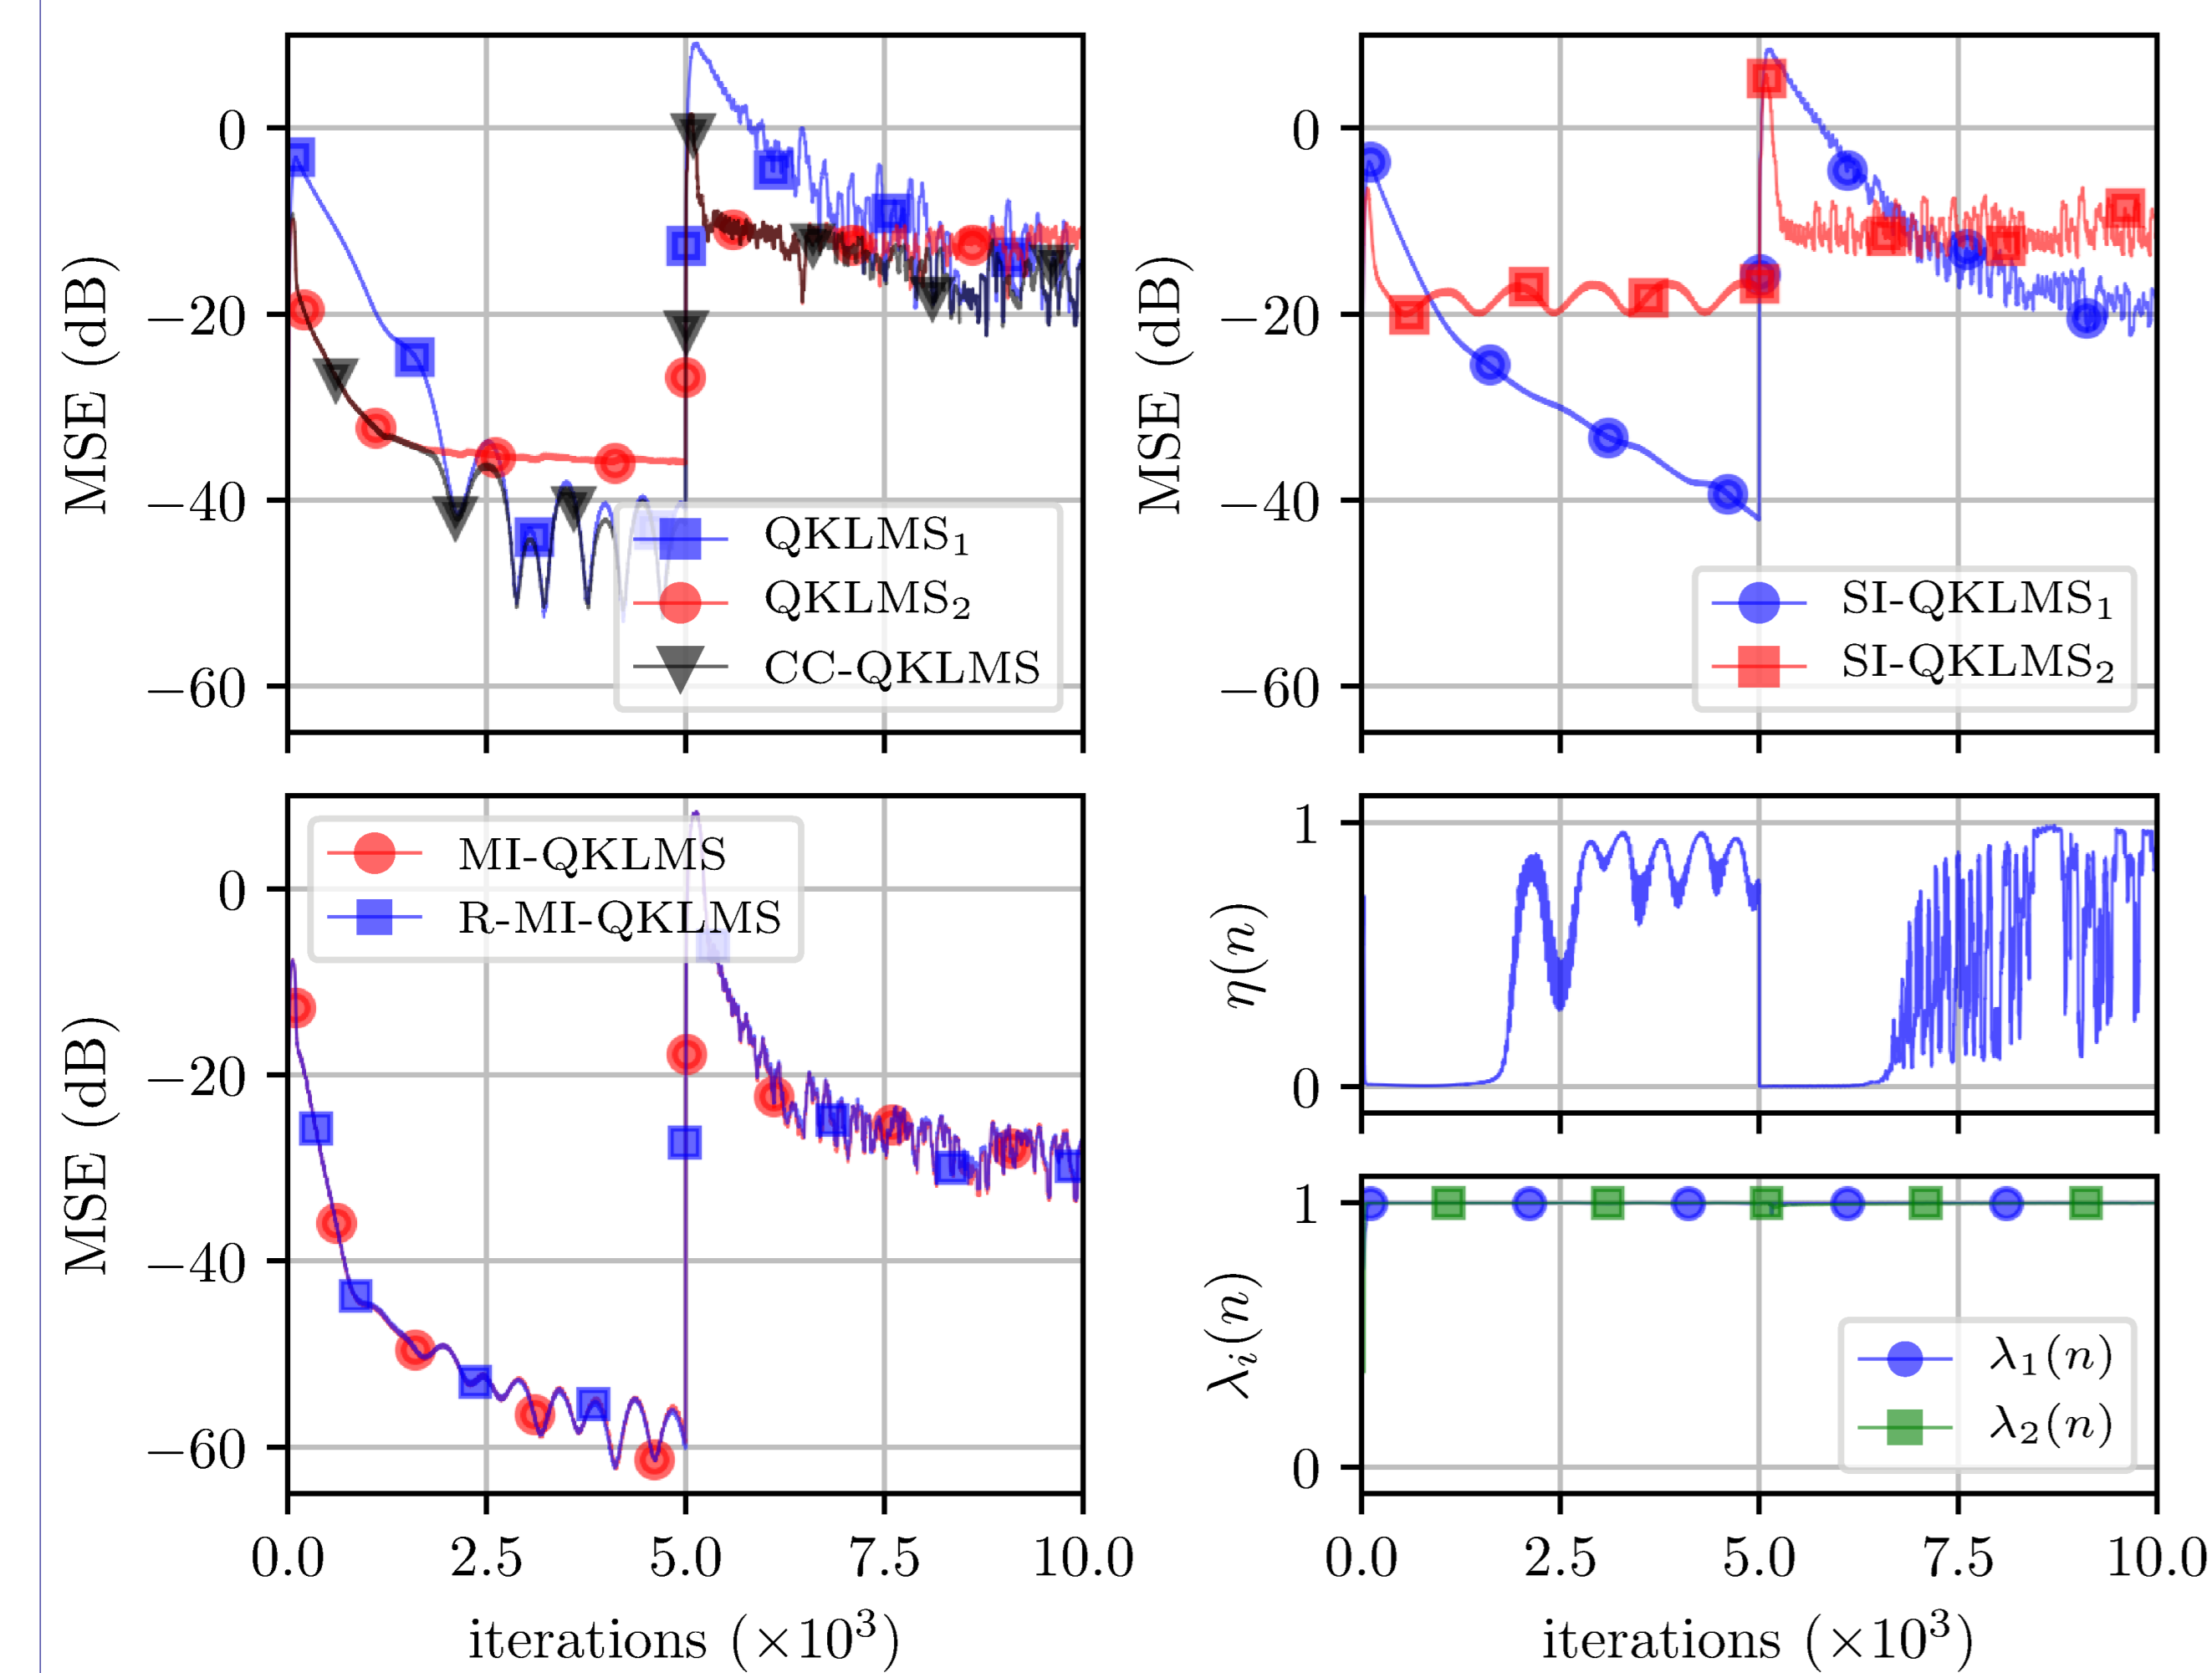 MSE (dB)
0
−20
−40
−60
QKLMS₁
QKLMS₂
CC-QKLMS
MSE (dB)
0
−20
−40
−60
SI-QKLMS₁
SI-QKLMS₂
MSE (dB)
0
−20
−40
−60
MI-QKLMS
R-MI-QKLMS
0.0 2.5 5.0 7.5 10.0
iterations (×10³)
η(n)
1
0
λᵢ(n)
1
0
λ₁(n)
λ₂(n)
0.0 2.5 5.0 7.5 10.0
iterations (×10³)